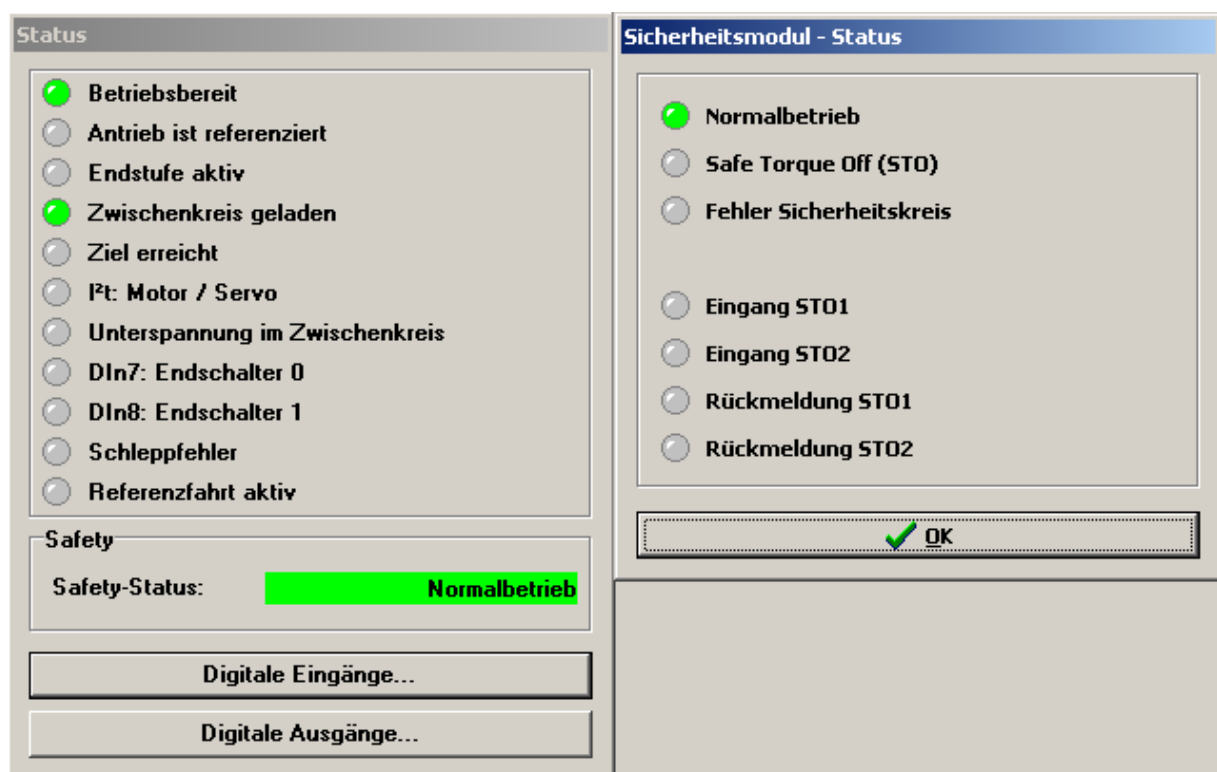 Status
Betriebsbereit
Antrieb ist referenziert
Endstufe aktiv
Zwischenkreis geladen
Ziel erreicht
I²t: Motor / Servo
Unterspannung im Zwischenkreis
DIn7: Endschalter 0
DIn8: Endschalter 1
Schleppfehler
Referenzfahrt aktiv
Safety
Safety-Status: Normalbetrieb
Digitale Eingänge...
Digitale Ausgänge...
Sicherheitsmodul - Status
Normalbetrieb
Safe Torque Off (STO)
Fehler Sicherheitskreis
Eingang STO1
Eingang STO2
Rückmeldung STO1
Rückmeldung STO2
OK